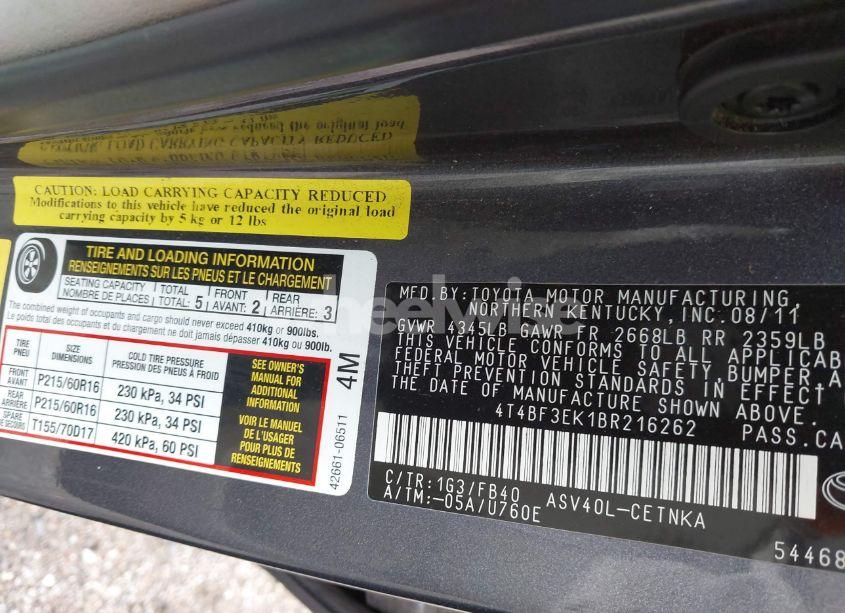 CAUTION: LOAD CARRYING CAPACITY REDUCED
Modifications to this vehicle have reduced the original load
carrying capacity by 5 kg or 12 lbs
TIRE AND LOADING INFORMATION
RENSEIGNEMENTS SUR LES PNEUS ET LE CHARGEMENT
SEATING CAPACITY TOTAL: 5 FRONT 2 REAR 3
NOMBRE DE PLACES TOTAL: AVANT: ARRIÈRE:
The combined weight of occupants and cargo should never exceed 410kg or 900lbs.
Le poids total des occupants et du chargement ne doit jamais dépasser 410 kg ou 900lb.
TIRE PNEU SIZE DIMENSIONS COLD TIRE PRESSURE PRESSION DES PNEUS À FROID
FRONT AVANT P215/60R16 230 kPa, 34 PSI
REAR ARRIÈRE P215/60R16 230 kPa, 34 PSI
SPARE DE SECOURS T155/70D17 420 kPa, 60 PSI
SEE OWNER'S
MANUAL FOR
ADDITIONAL
INFORMATION
VOIR LE MANUEL
DE L'USAGER
POUR PLUS DE
RENSEIGNEMENTS
4M
42661-06511
MFD.BY: TOYOTA MOTOR MANUFACTURING,
NORTHERN KENTUCKY, INC. 08/11
GVWR 4345LB GAWR FR 2668LB RR 2359LB
THIS VEHICLE CONFORMS TO ALL APPLICAB
FEDERAL MOTOR VEHICLE SAFETY, BUMPER, A
THEFT PREVENTION STANDARDS IN EFFECT ON
THE DATE OF MANUFACTURE SHOWN ABOVE.
4T4BF3EK1BR216262 PASS.CA
C/TR: 1G3/FB40 ASV40L-CETNKA
A/TM: -05A/U760E
54468